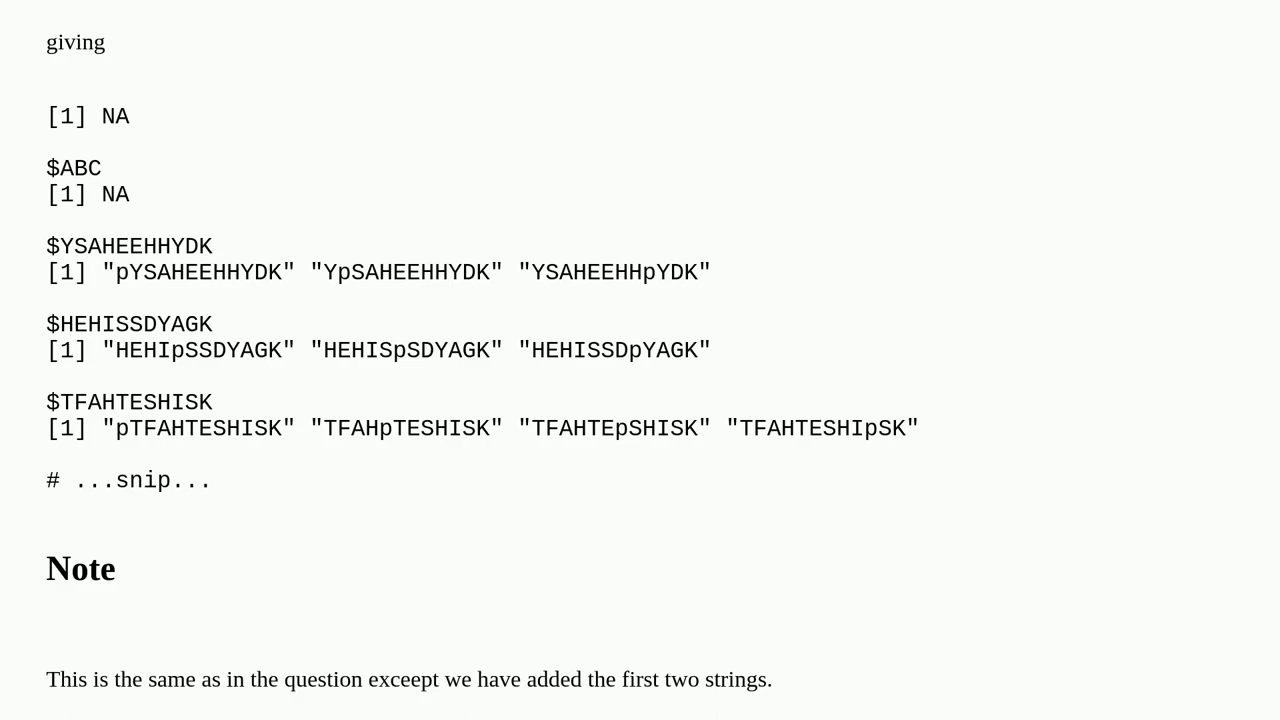 giving
[1] NA
$ABC
[1] NA
$YSAHEEHHYDK
[1] "pYSAHEEHHYDK" "YpSAHEEHHYDK" "YSAHEEHHpYDK"
$HEHISSDYAGK
[1] "HEHIpSSDYAGK" "HEHISpSDYAGK" "HEHISSDpYAGK"
$TFAHTESHISK
[1] "pTFAHTESHISK" "TFAHpTESHISK" "TFAHTEpSHISK" "TFAHTESHIpSK"
# ...snip...
Note
This is the same as in the question exceept we have added the first two strings.